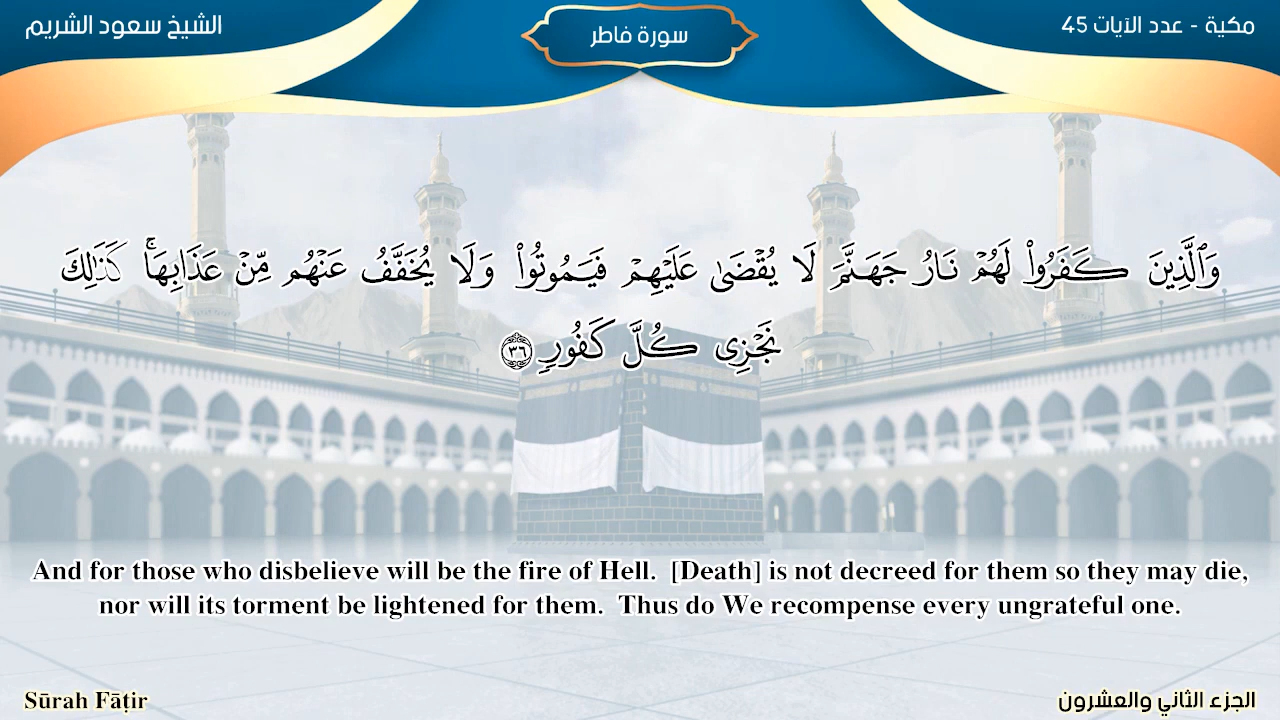 الشيخ سعود الشريم
سورة فاطر
مكية - عدد الآيات 45
وَٱلَّذِينَ كَفَرُوا۟ لَهُمْ نَارُ جَهَنَّمَ لَا يُقْضَىٰ عَلَيْهِمْ فَيَمُوتُوا۟ وَلَا يُخَفَّفُ عَنْهُم مِّنْ عَذَابِهَا ۚ كَذَٰلِكَ
نَجْزِى كُلَّ كَفُورٍ ٣٦
And for those who disbelieve will be the fire of Hell. [Death] is not decreed for them so they may die,
nor will its torment be lightened for them. Thus do We recompense every ungrateful one.
Sūrah Fāṭir
الجزء الثاني والعشرون